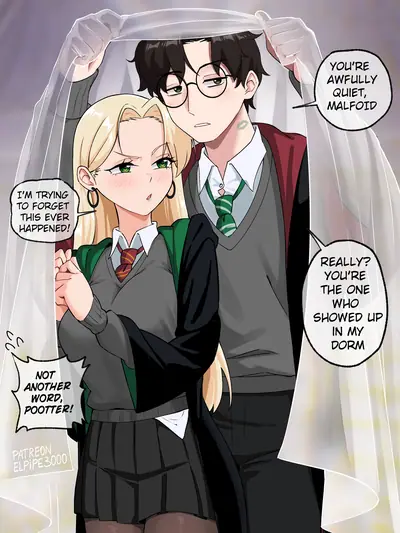 YOU'RE
AWFULLY
QUIET,
MALFOID
I'M TRYING
TO FORGET
THIS EVER
HAPPENED!
REALLY?
YOU'RE
THE ONE
WHO
SHOWED UP
IN MY
DORM
NOT
ANOTHER
WORD,
POOTTER!
PATREON
ELPIPE3000